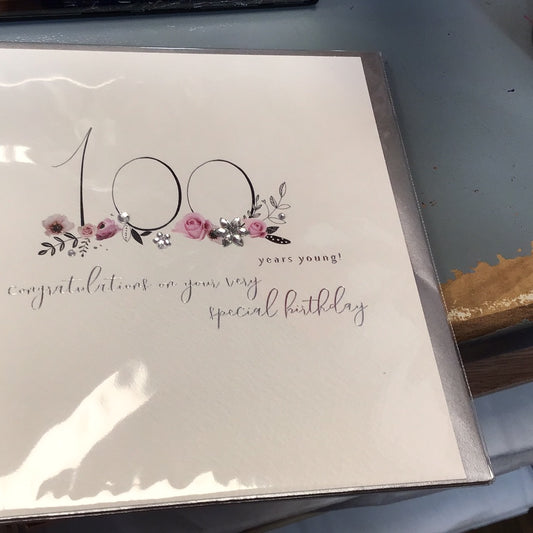 100
years young!
congratulations on your very
special birthday